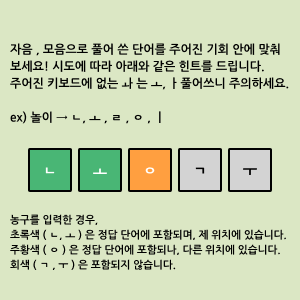 자음 , 모음으로 풀어 쓴 단어를 주어진 기회 안에 맞춰
보세요! 시도에 따라 아래와 같은 힌트를 드립니다.
주어진 키보드에 없는 ㅘ 는 ㅗ, ㅏ 풀어쓰니 주의하세요.
ex) 놀이 → ㄴ, ㅗ , ㄹ , ㅇ , ㅣ
ㄴ ㅗ ㅇ ㄱ ㅜ
농구를 입력한 경우,
초록색 ( ㄴ, ㅗ ) 은 정답 단어에 포함되며, 제 위치에 있습니다.
주황색 ( ㅇ ) 은 정답 단어에 포함되나, 다른 위치에 있습니다.
회색 ( ㄱ , ㅜ ) 은 포함되지 않습니다.